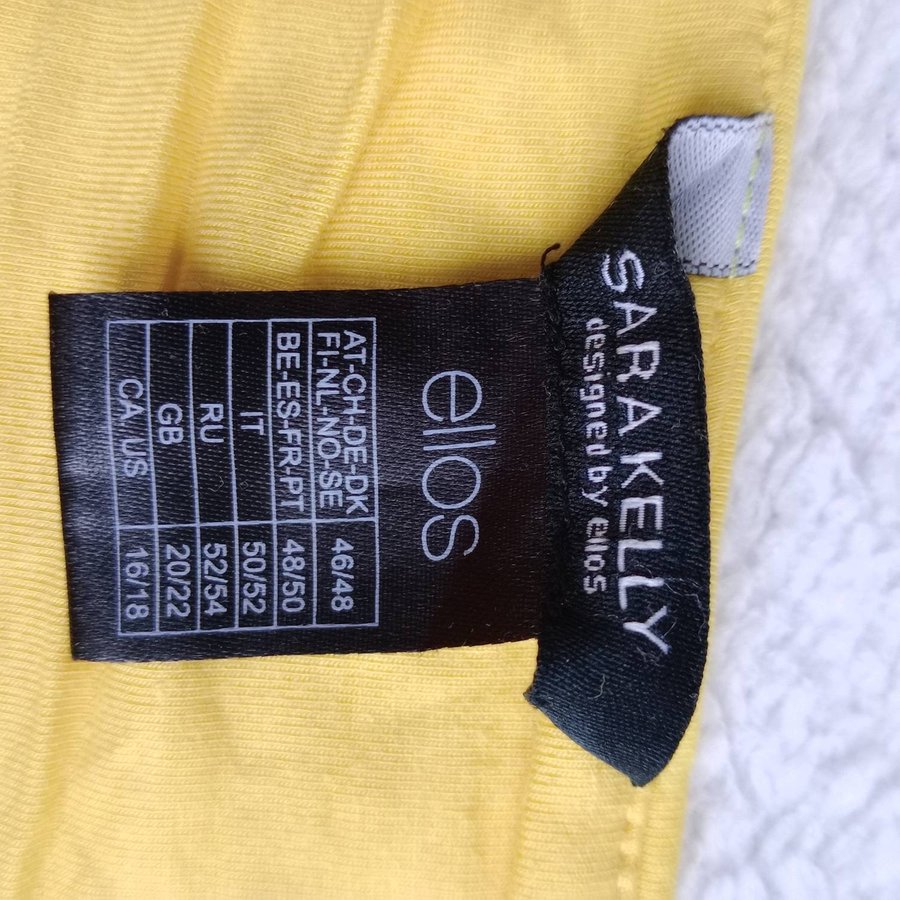 SARA KELLY
designed by ellos
ellos
AT-CH-DE-DK
FI-NL-NO-SE 46/48
BE-ES-FR-PT 48/50
IT 50/52
RU 52/54
GB 20/22
CA, US 16/18